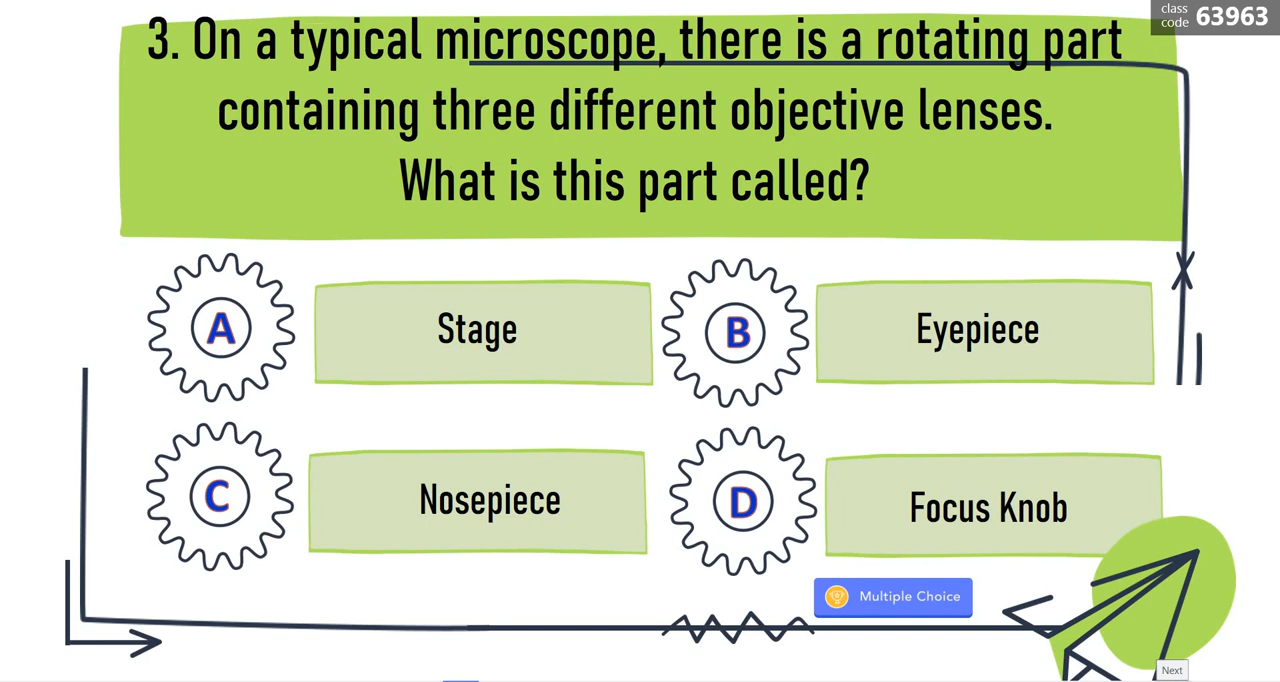 class
code 63963
3. On a typical microscope, there is a rotating part
containing three different objective lenses.
What is this part called?
A Stage
B Eyepiece
C Nosepiece
D Focus Knob
Multiple Choice
Next